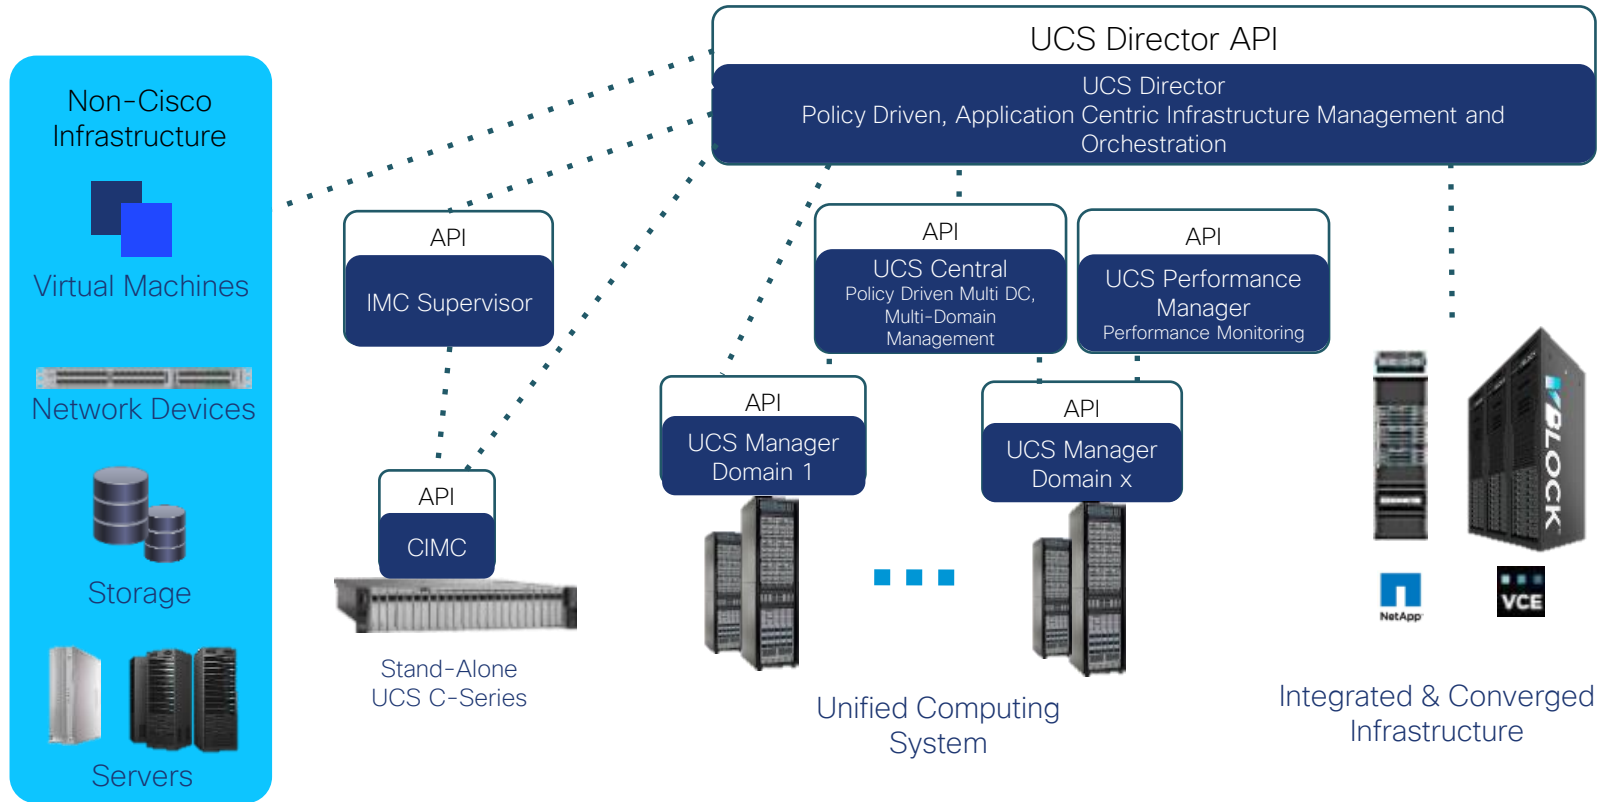 UCS Director API
UCS Director
Policy Driven, Application Centric Infrastructure Management and
Orchestration
Non-Cisco
Infrastructure
Virtual Machines
Network Devices
Storage
Servers
API
IMC Supervisor
API
CIMC
Stand-Alone
UCS C-Series
API
UCS Central
Policy Driven Multi DC,
Multi-Domain
Management
API
UCS Performance
Manager
Performance Monitoring
API
UCS Manager
Domain 1
API
UCS Manager
Domain x
Unified Computing
System
VBLOCK
NetApp
VCE
Integrated & Converged
Infrastructure